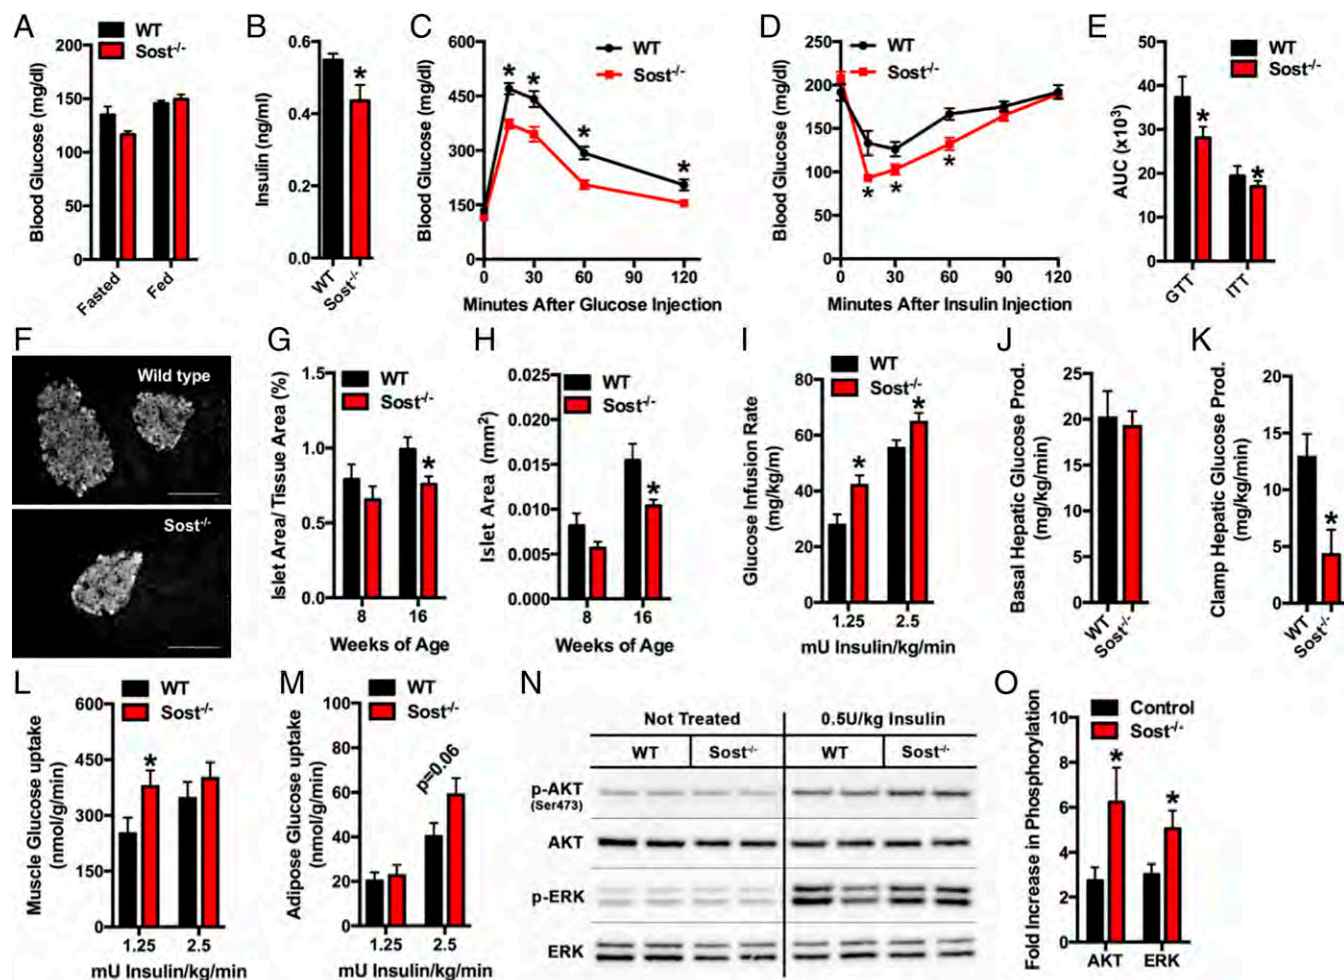 A
WT
Sost-/-
Blood Glucose (mg/dl)
200
150
100
50
0
Fasted
Fed
B
Insulin (ng/ml)
0.6
0.4
0.2
0.0
*
WT
Sost-/-
C
WT
Sost-/-
Blood Glucose (mg/dl)
600
450
300
150
0
* * * *
0 30 60 90 120
Minutes After Glucose Injection
D
WT
Sost-/-
Blood Glucose (mg/dl)
250
200
150
100
50
0
* * *
0 30 60 90 120
Minutes After Insulin Injection
E
WT
Sost-/-
AUC (x10³)
50
40
30
20
10
0
* *
GTT
ITT
F
Wild type
Sost-/-
G
WT
Sost-/-
Islet Area/ Tissue Area (%)
1.5
1.0
0.5
0.0
*
8 16
Weeks of Age
H
WT
Sost-/-
Islet Area (mm²)
0.025
0.020
0.015
0.010
0.005
0.000
*
8 16
Weeks of Age
I
WT
Sost-/-
Glucose Infusion Rate
(mg/kg/m)
80
60
40
20
0
* *
1.25 2.5
mU Insulin/kg/min
J
Basal Hepatic Glucose Prod.
(mg/kg/min)
25
20
15
10
5
0
WT
Sost-/-
K
Clamp Hepatic Glucose Prod.
(mg/kg/min)
20
15
10
5
0
*
WT
Sost-/-
L
WT
Sost-/-
Muscle Glucose uptake
(nmol/g/min)
600
450
300
150
0
*
1.25 2.5
mU Insulin/kg/min
M
WT
Sost-/-
Adipose Glucose uptake
(nmol/g/min)
100
80
60
40
20
0
p=0.06
1.25 2.5
mU Insulin/kg/min
N
Not Treated 0.5U/kg Insulin
WT Sost-/- WT Sost-/-
p-AKT
(Ser473)
AKT
p-ERK
ERK
O
Control
Sost-/-
Fold Increase in Phosphorylation
10
8
6
4
2
0
* *
AKT ERK